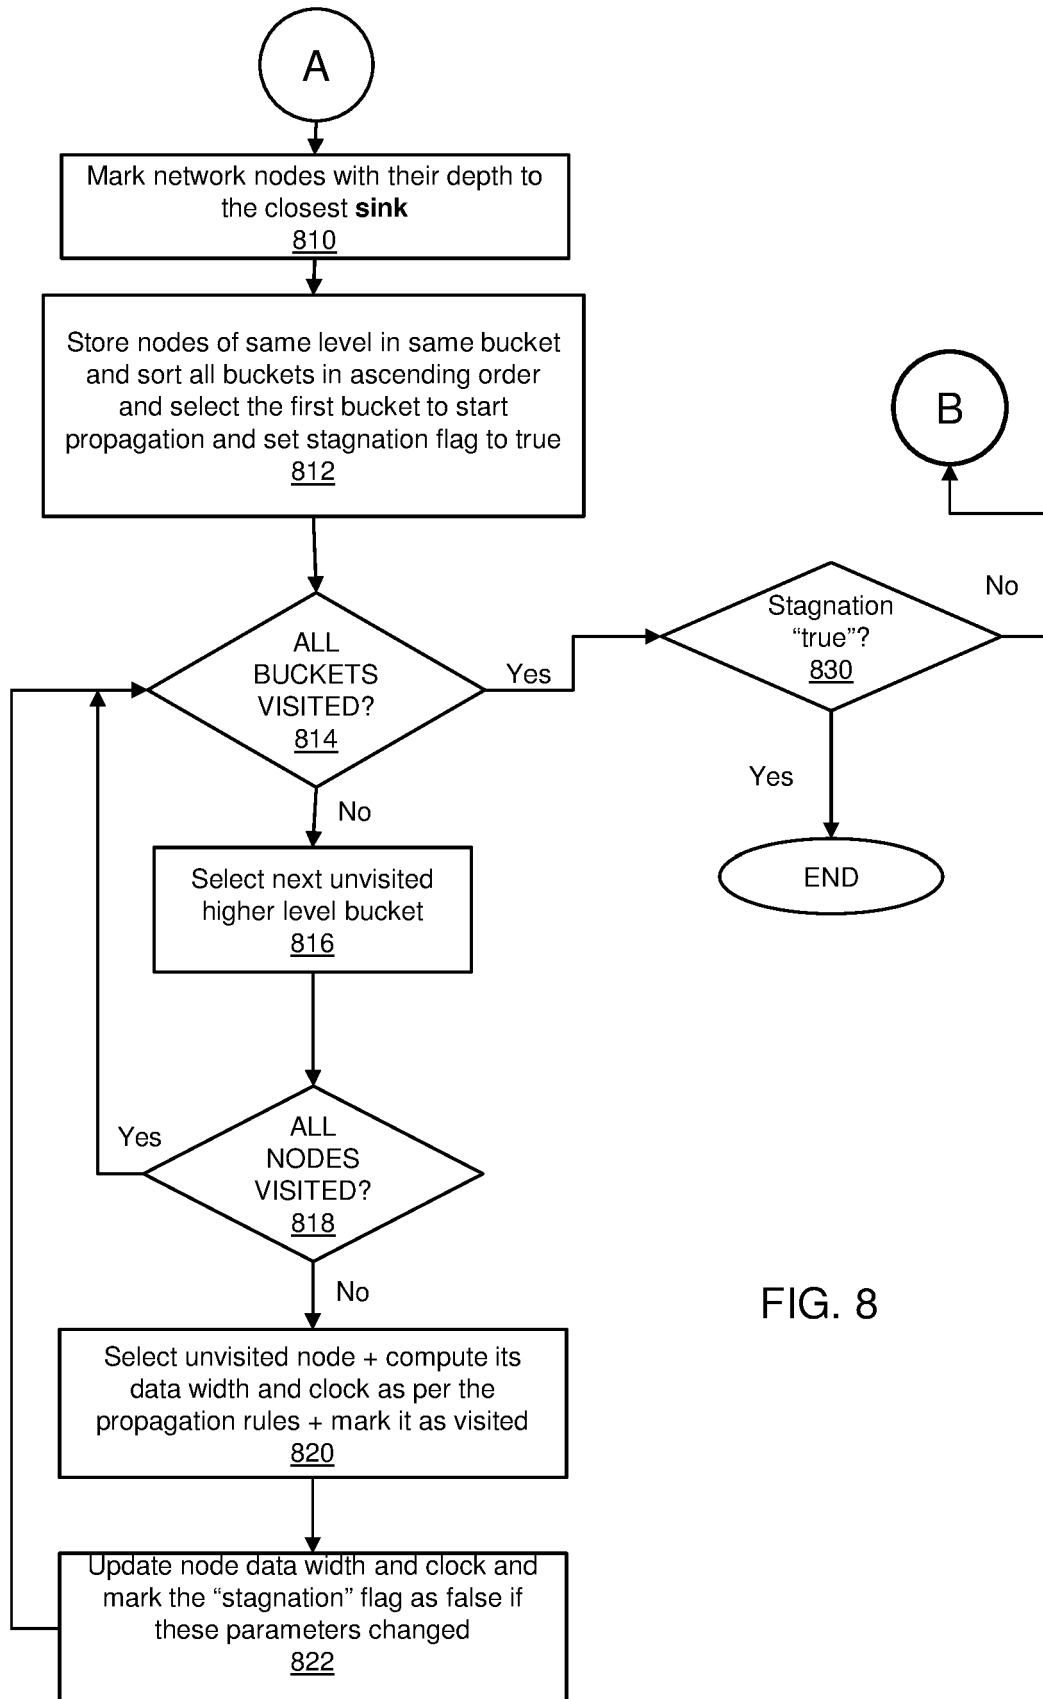 A
Mark network nodes with their depth to
the closest sink
810
Store nodes of same level in same bucket
and sort all buckets in ascending order
and select the first bucket to start
propagation and set stagnation flag to true
812
B
ALL
BUCKETS
VISITED?
814
Yes
Stagnation
“true”?
830
No
Yes
END
No
Select next unvisited
higher level bucket
816
ALL
NODES
VISITED?
818
Yes
No
Select unvisited node + compute its
data width and clock as per the
propagation rules + mark it as visited
820
Update node data width and clock and
mark the “stagnation” flag as false if
these parameters changed
822
FIG. 8